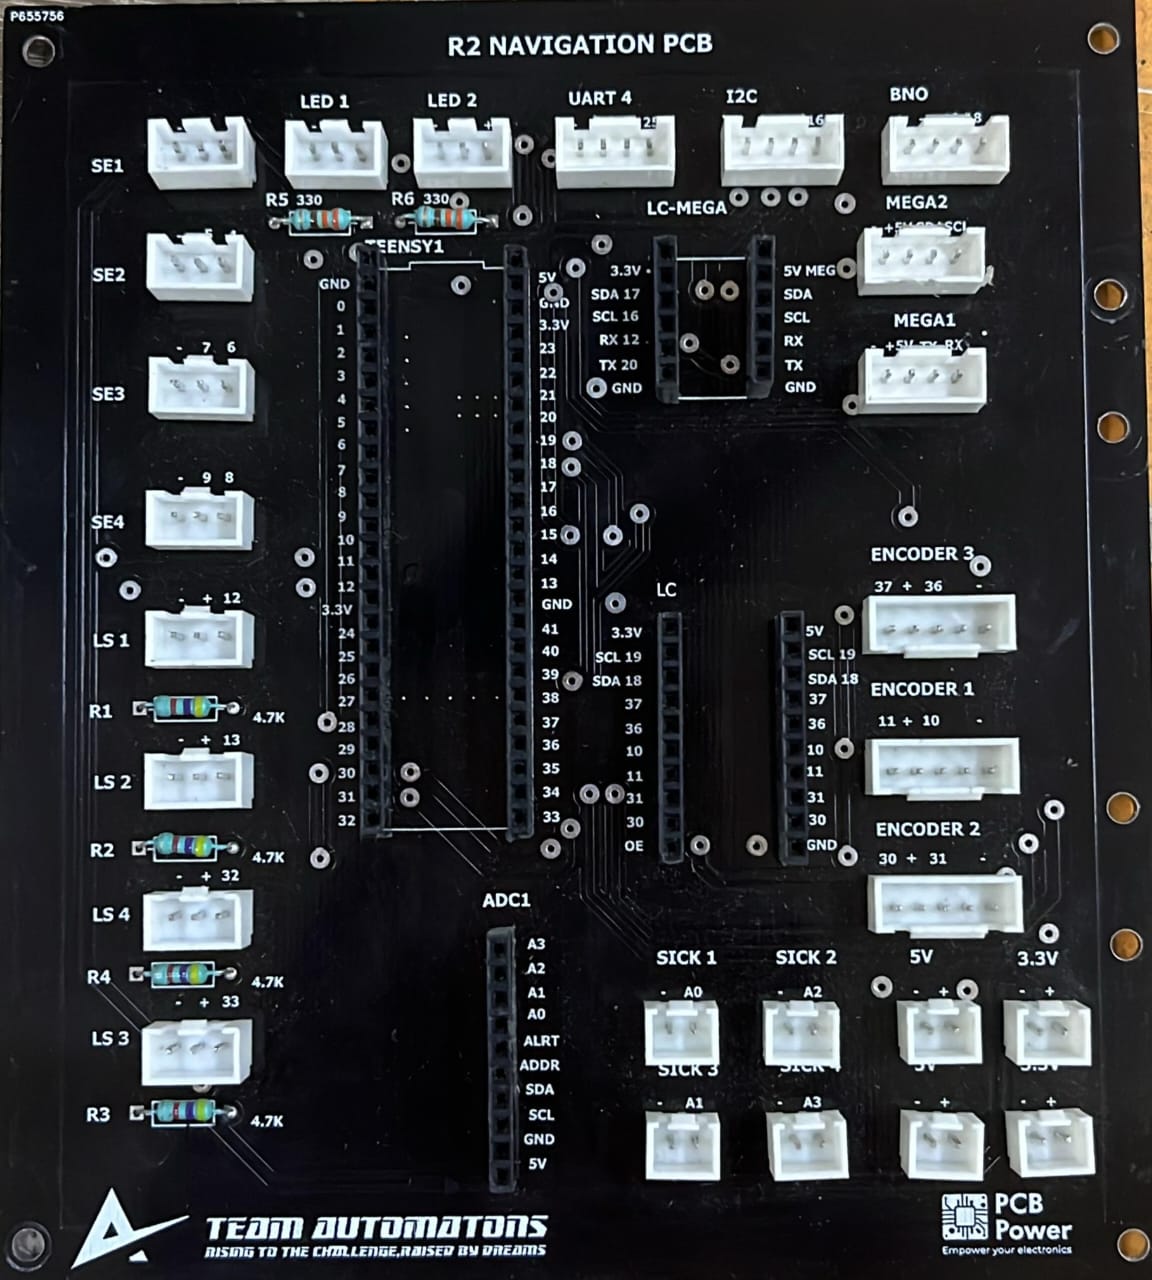 P655756
R2 NAVIGATION PCB
LED 1
LED 2
UART 4
I2C
BNO
SE1
R5 330
R6 330
LC-MEGA
MEGA2
TEENSY1
SE2
GND
0
1
2
3
4
5
6
7
8
9
10
11
12
3.3V
24
25
26
27
28
29
30
31
32
5V
GND
3.3V
23
22
21
20
19
18
17
16
15
14
13
GND
41
40
39
38
37
36
35
34
33
3.3V
SDA 17
SCL 16
RX 12
TX 20
GND
5V MEG
SDA
SCL
RX
TX
GND
MEGA1
+5V TX RX
- 7 6
SE3
- 9 8
SE4
- + 12
LS 1
R1
4.7K
- + 13
LS 2
R2
4.7K
- + 32
LS 4
R4
4.7K
- + 33
LS 3
R3
4.7K
LC
3.3V
SCL 19
SDA 18
37
36
10
11
31
30
OE
5V
SCL 19
SDA 18
37
36
10
11
31
30
GND
ENCODER 3
37 + 36 -
ENCODER 1
11 + 10 -
ENCODER 2
30 + 31 -
ADC1
A3
A2
A1
A0
ALRT
ADDR
SDA
SCL
GND
5V
SICK 1
- A0
SICK 2
- A2
5V
- +
3.3V
- +
SICK 3
- A1
SICK 4
- A3
5V
- +
3.3V
- +
TEAM AUTOMATONS
RISING TO THE CHALLENGE,RAISED BY DREAMS
PCB
Power
Empower your electronics